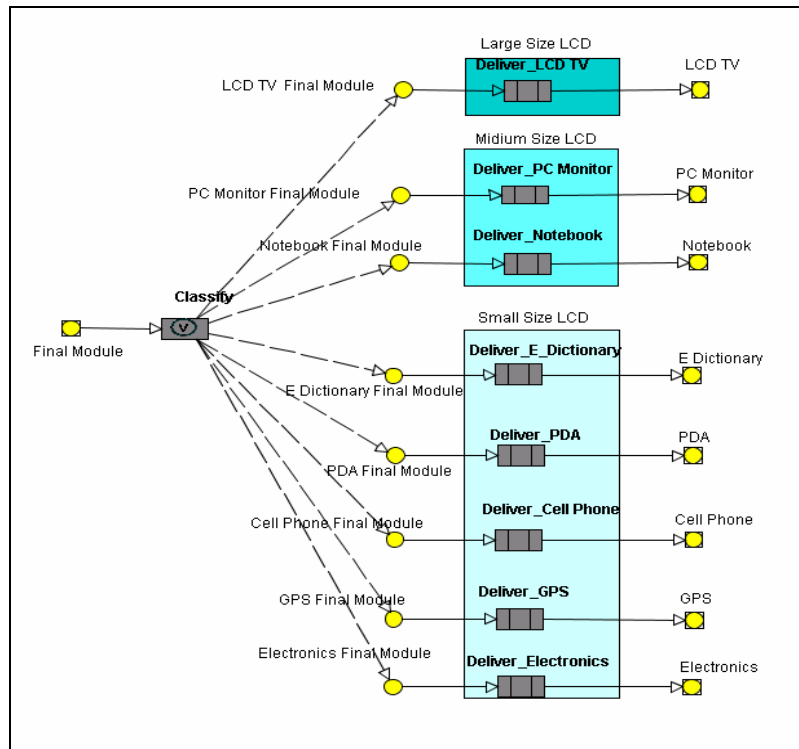 Large Size LCD
Deliver_LCD TV
LCD TV
LCD TV Final Module
Midium Size LCD
Deliver_PC Monitor
PC Monitor
PC Monitor Final Module
Deliver_Notebook
Notebook
Notebook Final Module
Classify
V
Final Module
Small Size LCD
Deliver_E_Dictionary
E Dictionary
E Dictionary Final Module
Deliver_PDA
PDA
PDA Final Module
Deliver_Cell Phone
Cell Phone
Cell Phone Final Module
Deliver_GPS
GPS
GPS Final Module
Deliver_Electronics
Electronics
Electronics Final Module